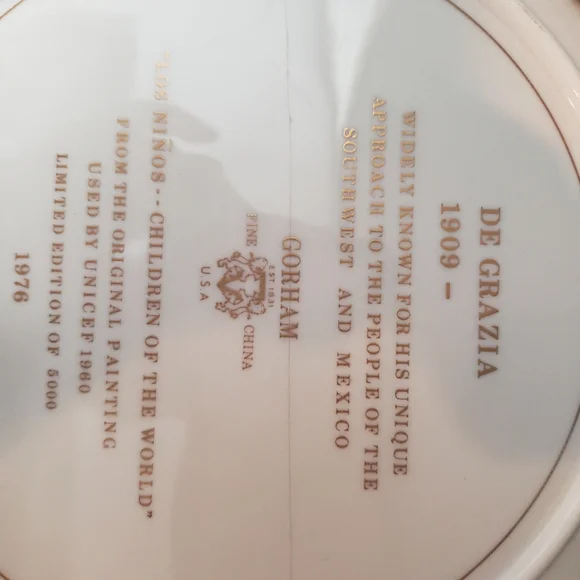 DE GRAZIA
1909 -
WIDELY KNOWN FOR HIS UNIQUE
APPROACH TO THE PEOPLE OF THE
SOUTHWEST AND MÉXICO
GORHAM
EST 1831
FINE CHINA
USA
"LOS NIÑOS - - CHILDREN OF THE WORLD"
FROM THE ORIGINAL PAINTING
USED BY UNICEF 1960
LIMITED EDITION OF 5000
1976